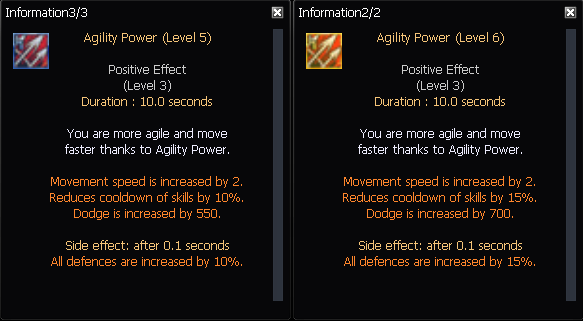 Information3/3
Agility Power (Level 5)
Positive Effect
(Level 3)
Duration : 10.0 seconds
You are more agile and move
faster thanks to Agility Power.
Movement speed is increased by 2.
Reduces cooldown of skills by 10%.
Dodge is increased by 550.
Side effect: after 0.1 seconds
All defences are increased by 10%.
Information2/2
Agility Power (Level 6)
Positive Effect
(Level 3)
Duration : 10.0 seconds
You are more agile and move
faster thanks to Agility Power.
Movement speed is increased by 2.
Reduces cooldown of skills by 15%.
Dodge is increased by 700.
Side effect: after 0.1 seconds
All defences are increased by 15%.